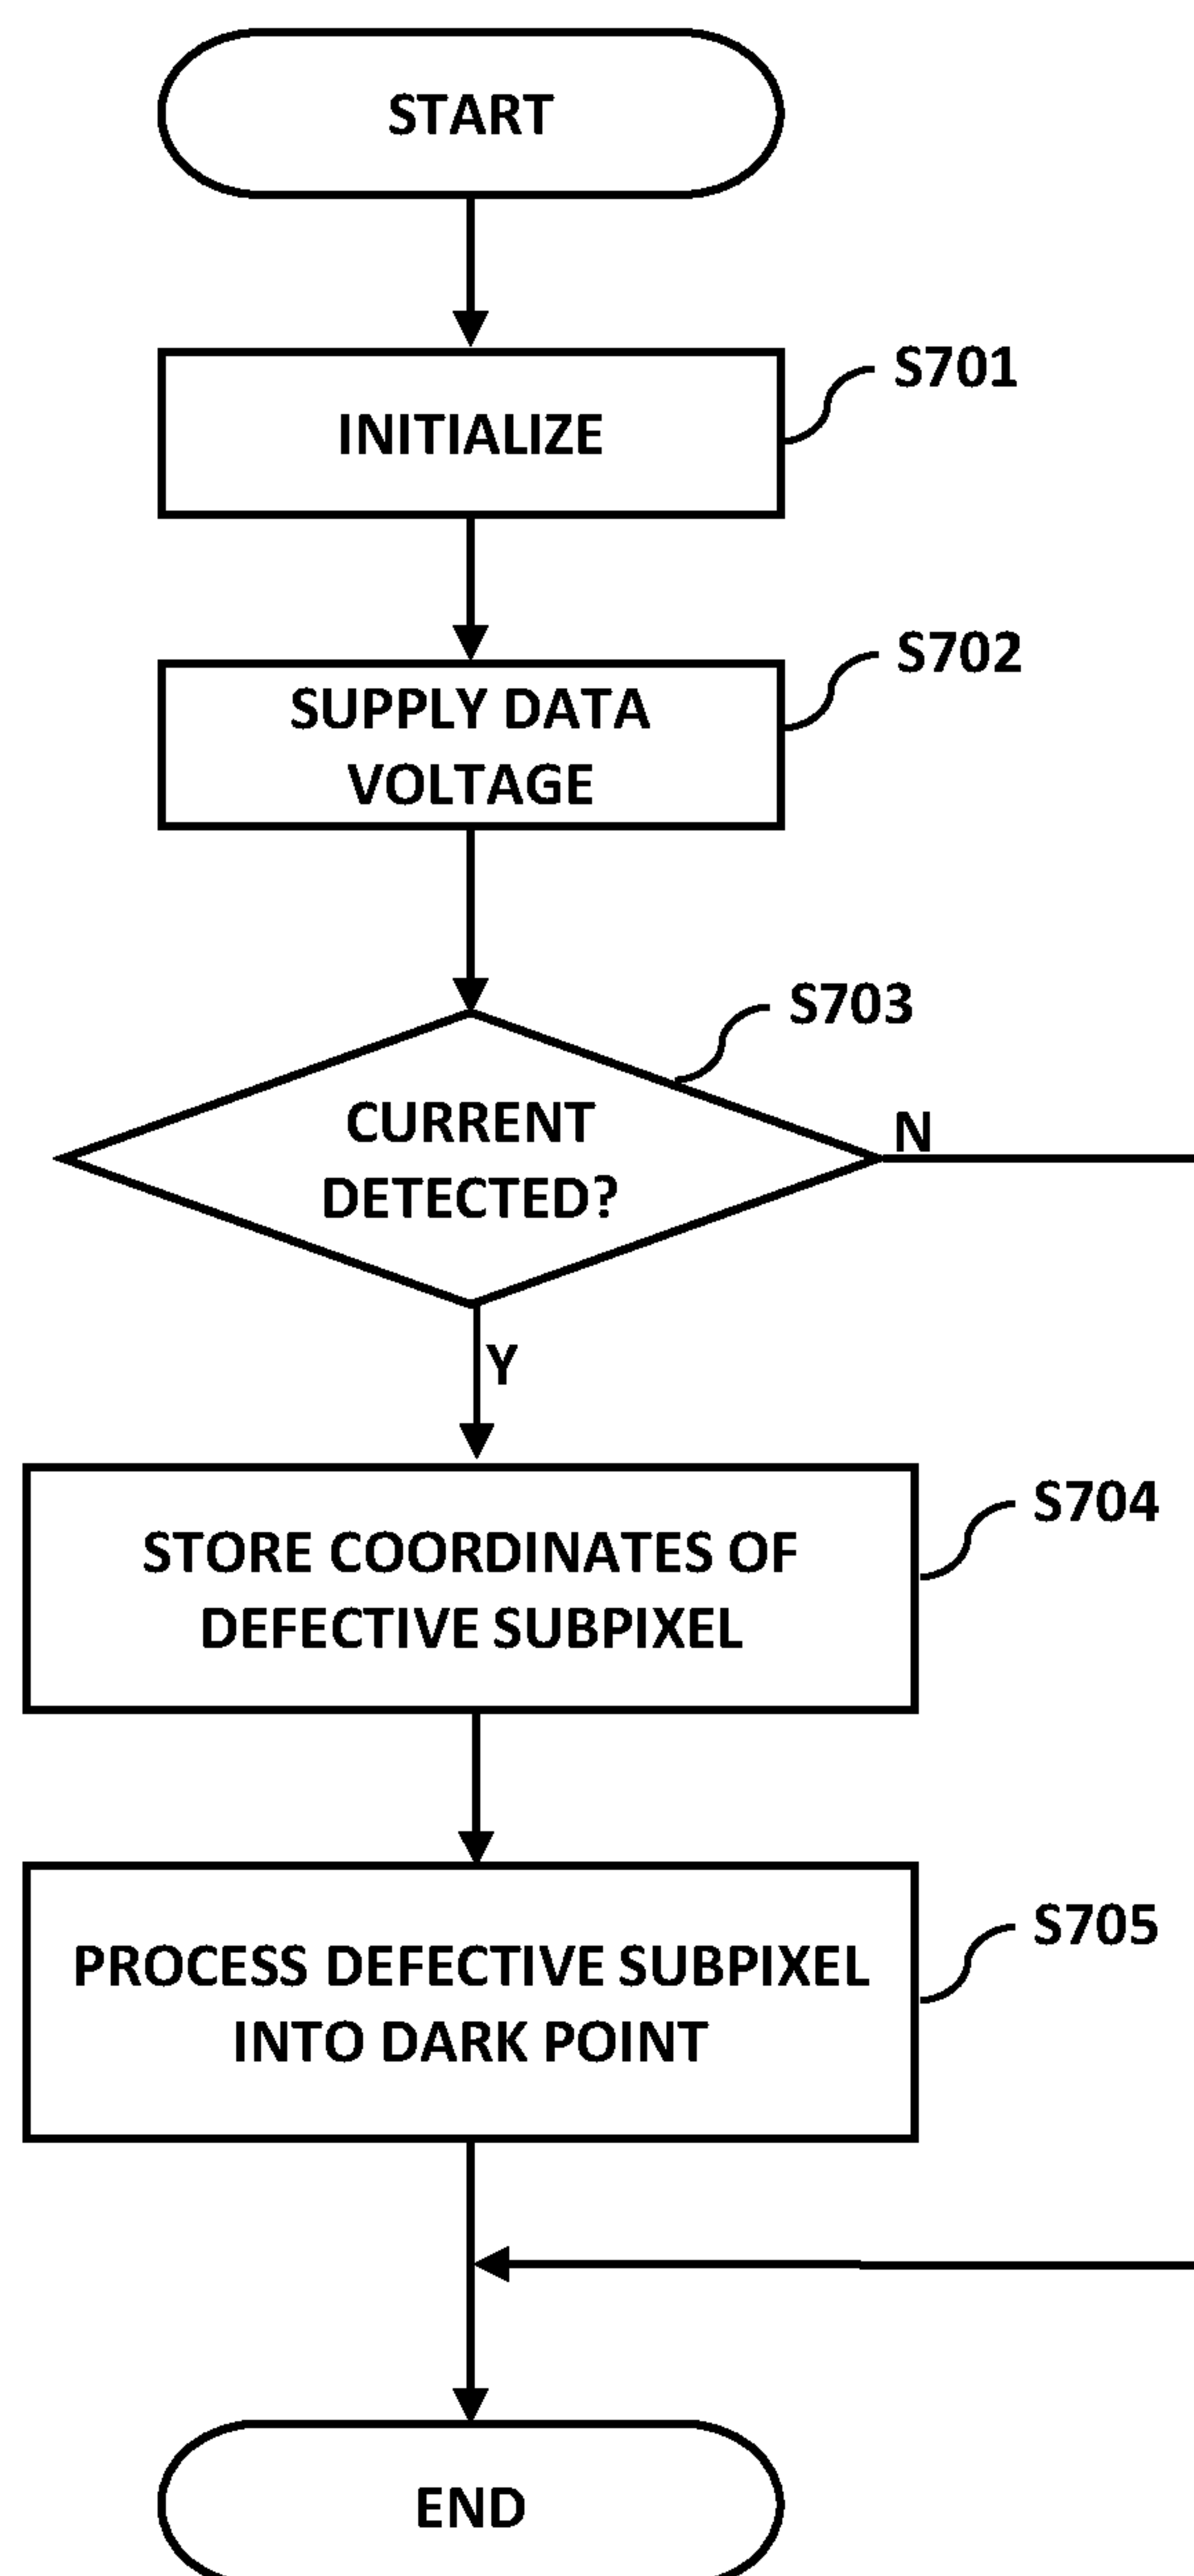 START
INITIALIZE
S701
SUPPLY DATA
VOLTAGE
S702
CURRENT
DETECTED?
S703
N
Y
STORE COORDINATES OF
DEFECTIVE SUBPIXEL
S704
PROCESS DEFECTIVE SUBPIXEL
INTO DARK POINT
S705
END